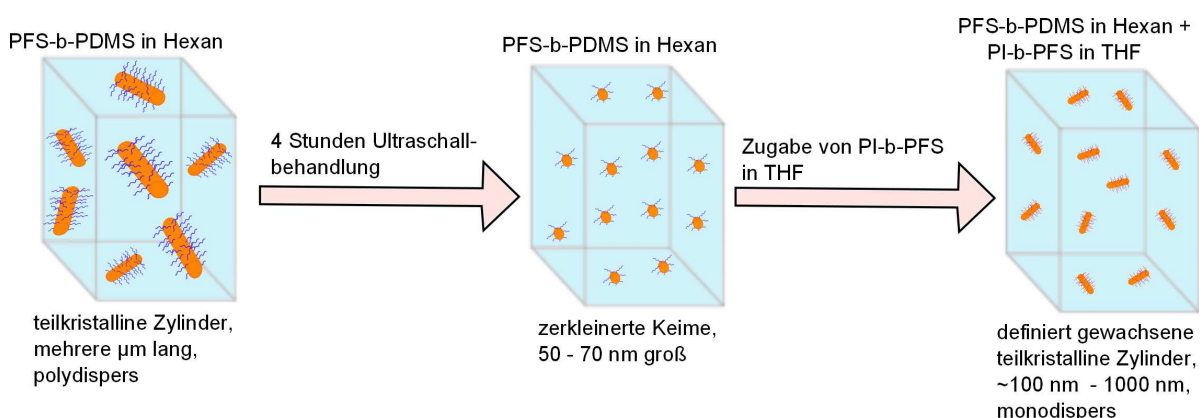 PFS-b-PDMS in Hexan
teilkristalline Zylinder,
mehrere µm lang,
polydispers
4 Stunden Ultraschall-
behandlung
PFS-b-PDMS in Hexan
zerkleinerte Keime,
50 - 70 nm groß
Zugabe von PI-b-PFS
in THF
PFS-b-PDMS in Hexan +
PI-b-PFS in THF
definiert gewachsene
teilkristalline Zylinder,
~100 nm - 1000 nm,
monodispers